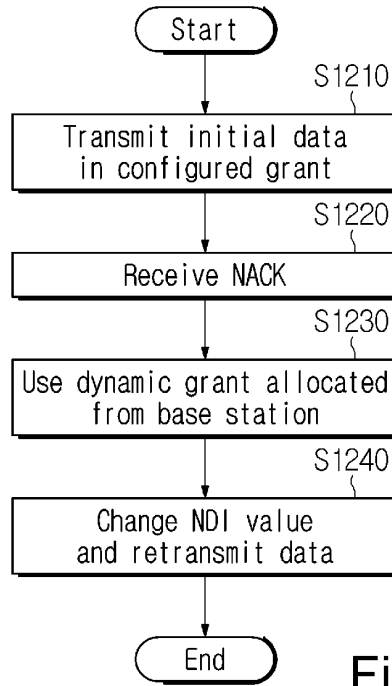 Start
S1210
Transmit initial data
in configured grant
S1220
Receive NACK
S1230
Use dynamic grant allocated
from base station
S1240
Change NDI value
and retransmit data
End
Fi